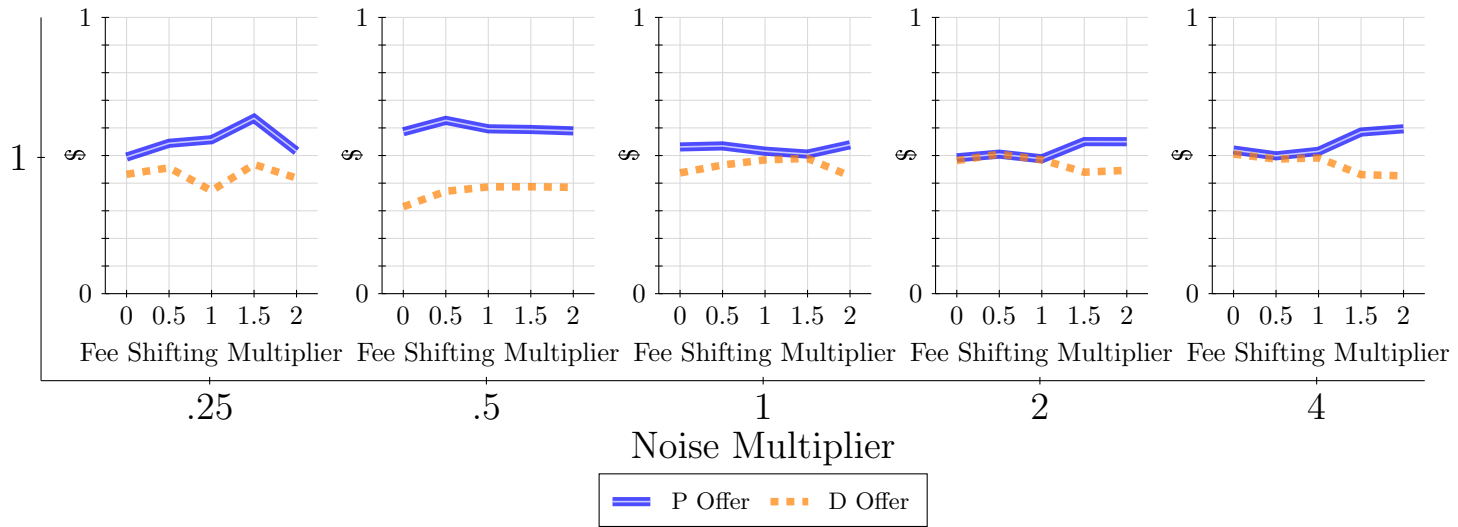 1 1 1 1 1
1 $ $ $ $ $
0 0 0 0 0
0 0.5 1 1.5 2 0 0.5 1 1.5 2 0 0.5 1 1.5 2 0 0.5 1 1.5 2 0 0.5 1 1.5 2
Fee Shifting Multiplier Fee Shifting Multiplier Fee Shifting Multiplier Fee Shifting Multiplier Fee Shifting Multiplier
.25 .5 1 2 4
Noise Multiplier
P Offer D Offer